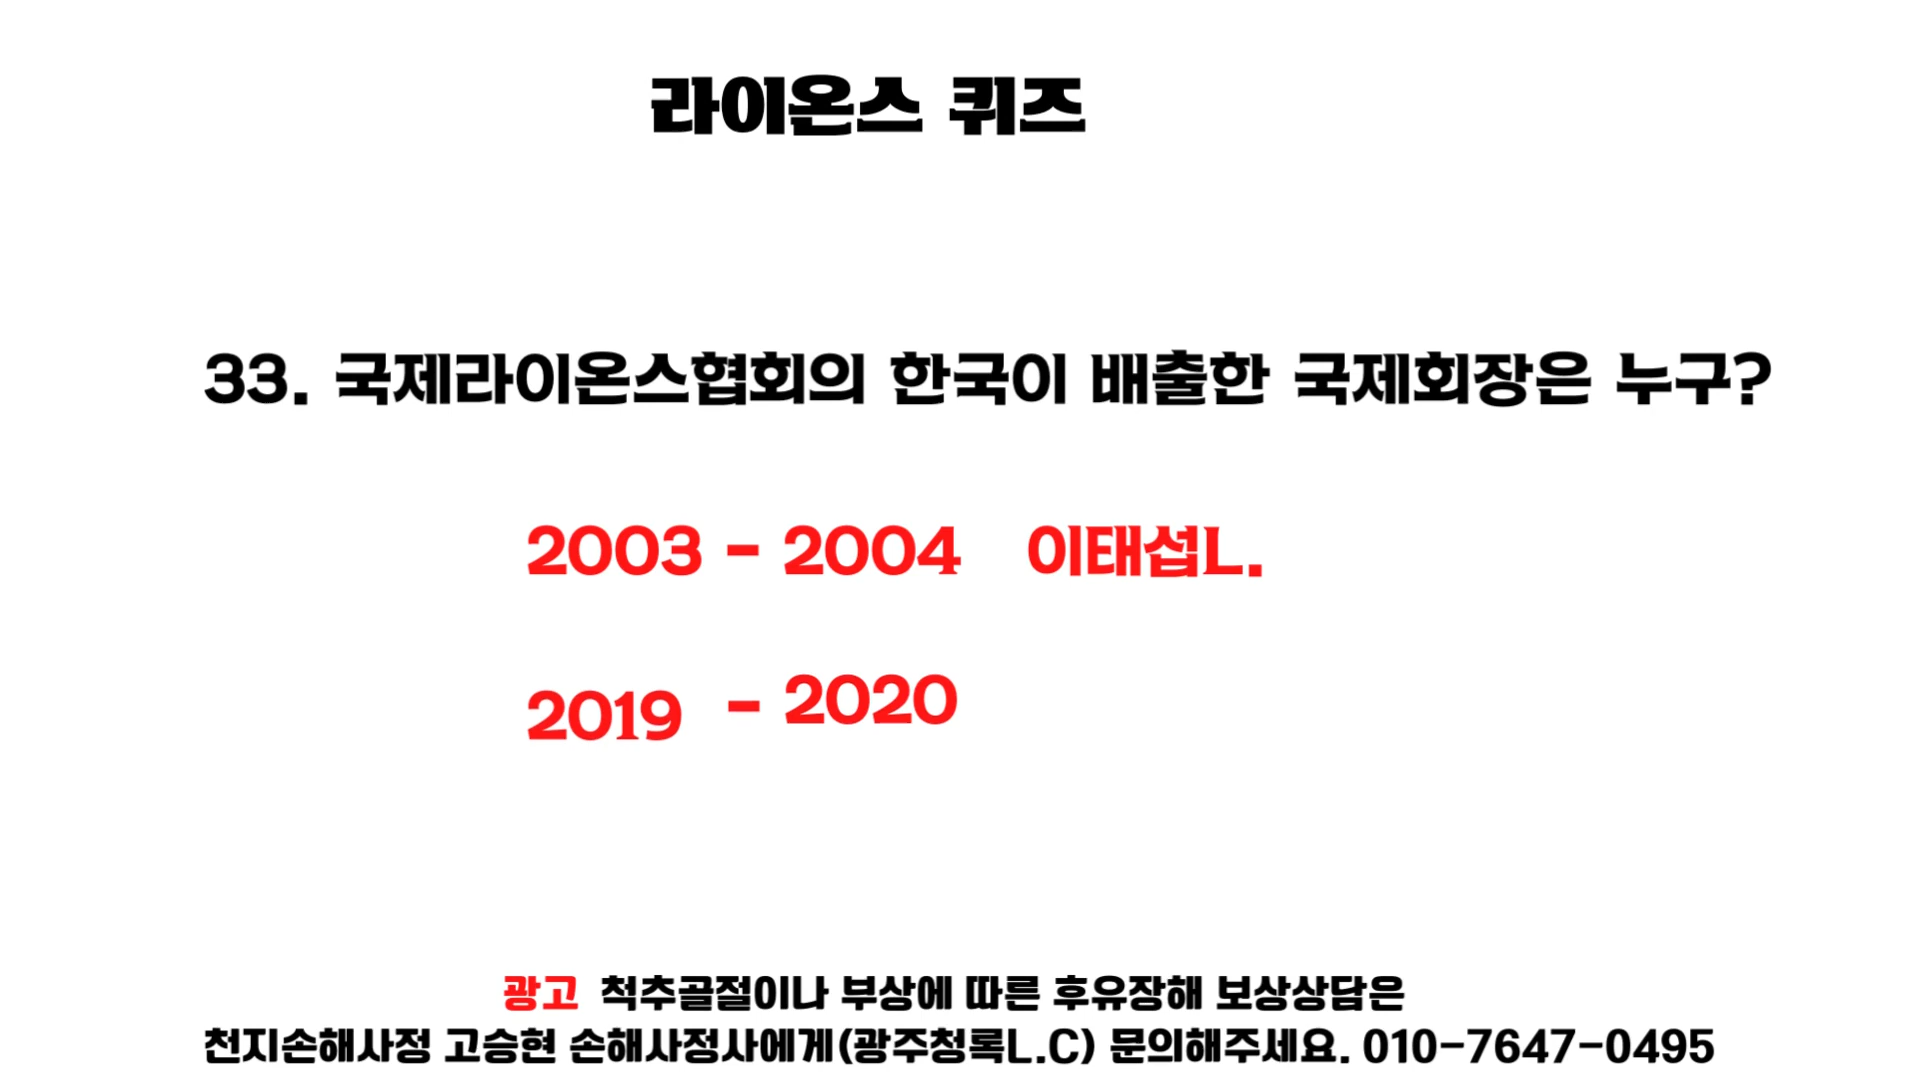 라이온스 퀴즈
33. 국제라이온스협회의 한국이 배출한 국제회장은 누구?
2003 - 2004 이태섭L.
2019 - 2020
광고 척추골절이나 부상에 따른 후유장해 보상상담은
천지손해사정 고승현 손해사정사에게(광주청록L.C) 문의해주세요. 010-7647-0495